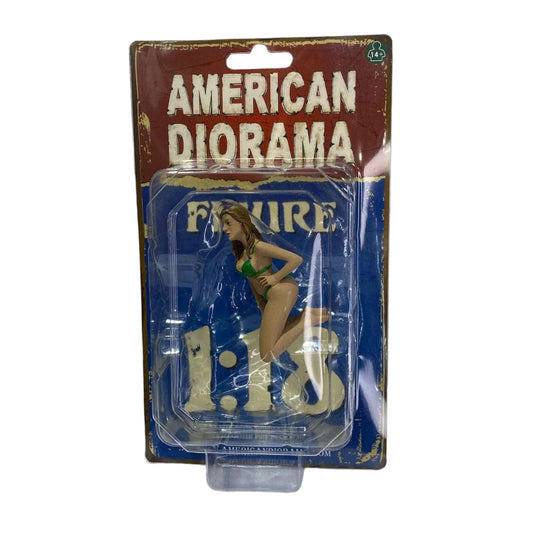 14+
AMERICAN
DIORAMA
FIGURE
1:18